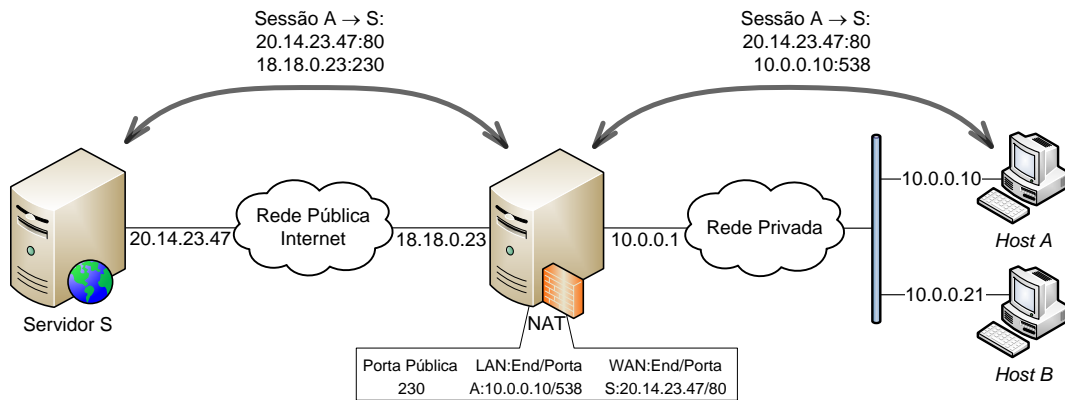 Sessão A → S:
20.14.23.47:80
18.18.0.23:230
Sessão A → S:
20.14.23.47:80
10.0.0.10:538
20.14.23.47
Rede Pública
Internet
18.18.0.23
10.0.0.1
Rede Privada
10.0.0.10
Host A
10.0.0.21
Host B
Servidor S
NAT
Porta Pública LAN:End/Porta WAN:End/Porta
230 A:10.0.0.10/538 S:20.14.23.47/80